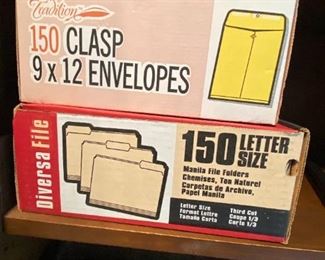 Tradition
150 CLASP
9 x 12 ENVELOPES
Diversa File
150 LETTER
SIZE
Manila File Folders
Chemises, Ton Naturel
Carpetas de Archivo,
Papel Manila
Letter Size Third Cut
Format Lettre Coupe 1/3
Tamaño Carta Corte 1/3